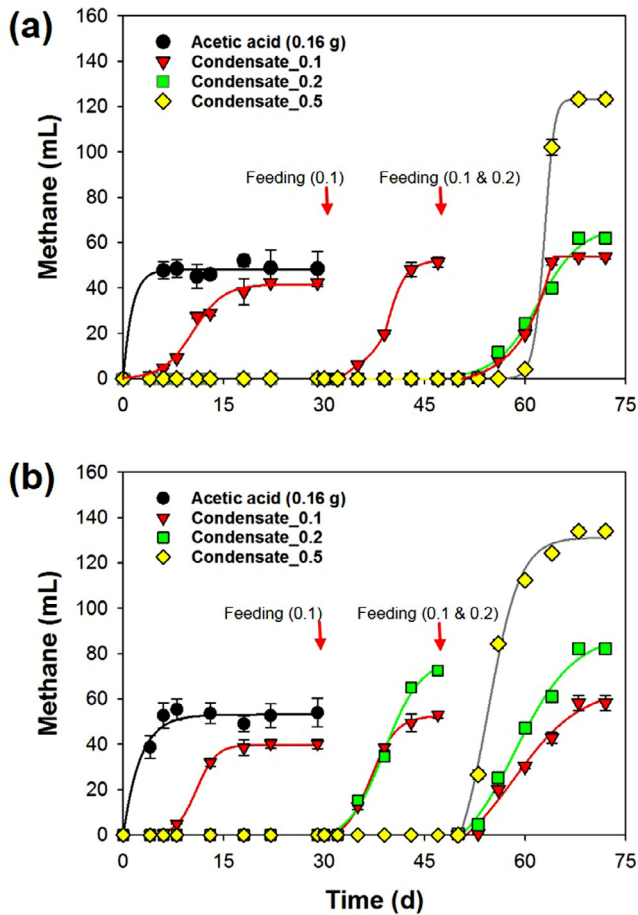 (a)
160
140
120
100
80
60
40
20
0
Methane (mL)
Acetic acid (0.16 g)
Condensate_0.1
Condensate_0.2
Condensate_0.5
Feeding (0.1)
Feeding (0.1 & 0.2)
0 15 30 45 60 75
(b)
160
140
120
100
80
60
40
20
0
Methane (mL)
Acetic acid (0.16 g)
Condensate_0.1
Condensate_0.2
Condensate_0.5
Feeding (0.1)
Feeding (0.1 & 0.2)
0 15 30 45 60 75
Time (d)